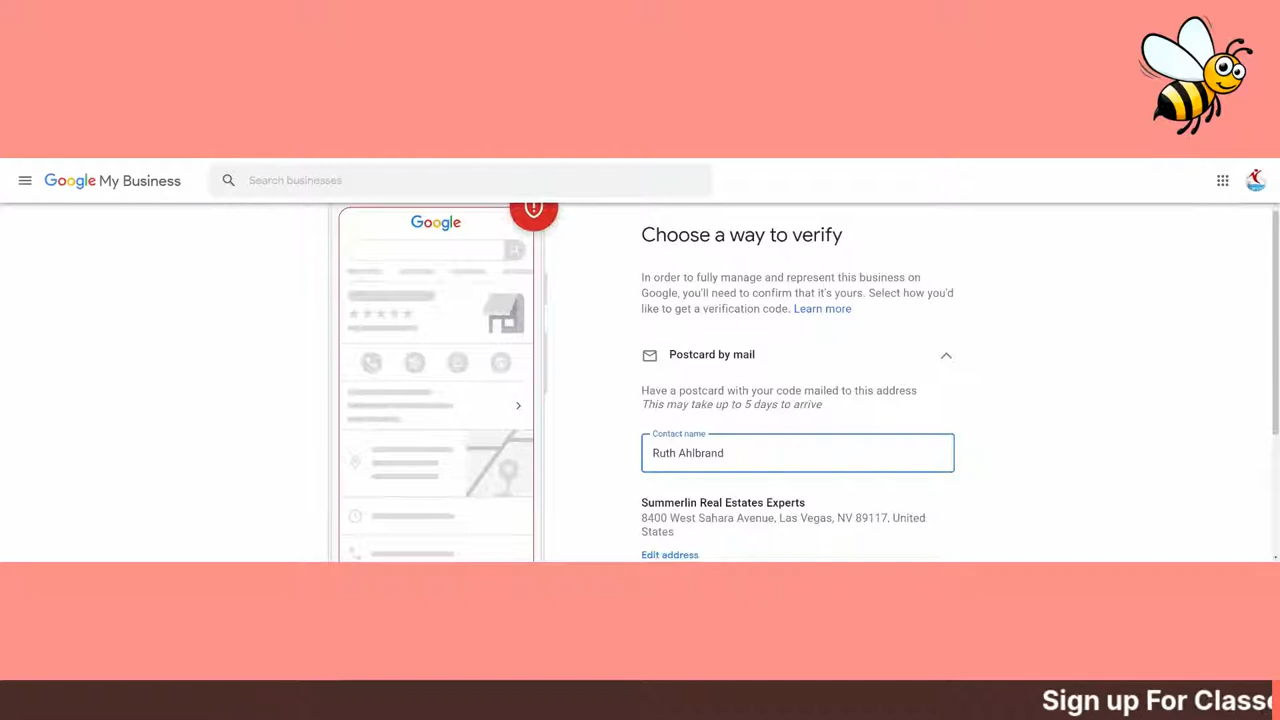 Google My Business
Search businesses
Google
Choose a way to verify
In order to fully manage and represent this business on
Google, you'll need to confirm that it's yours. Select how you'd
like to get a verification code. Learn more
Postcard by mail
Have a postcard with your code mailed to this address
This may take up to 5 days to arrive
Contact name
Ruth Ahlbrand
Summerlin Real Estates Experts
8400 West Sahara Avenue, Las Vegas, NV 89117, United
States
Edit address
Sign up For Classe